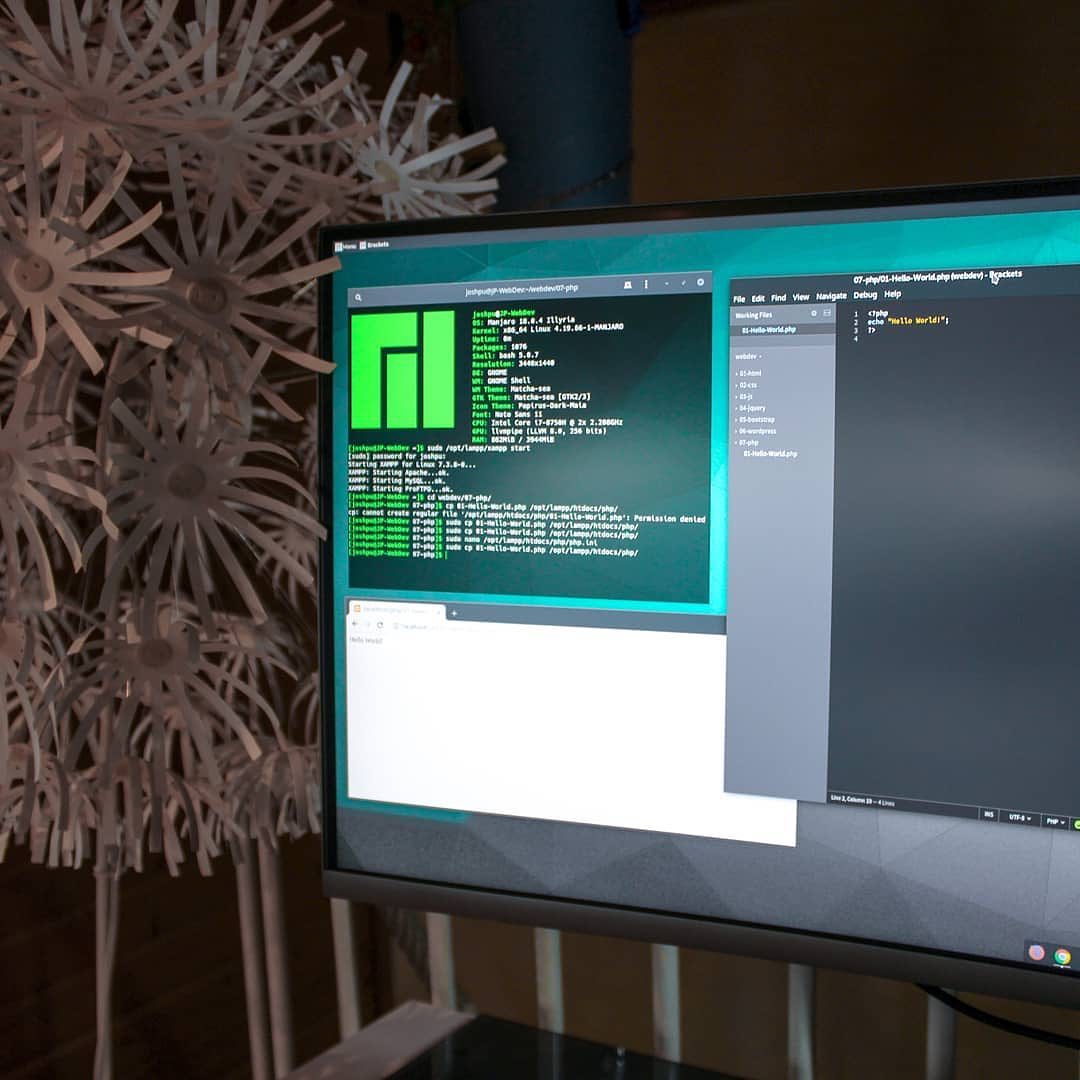 Menu Brackets
joshpu@JP-WebDev:~/webdev/07-php
joshpu@JP-WebDev
OS: Manjaro 18.0.4 Illyria
Kernel: x86_64 Linux 4.19.66-1-MANJARO
Uptime: 8m
Packages: 1076
Shell: bash 5.0.7
Resolution: 3440x1440
DE: GNOME
WM: GNOME Shell
WM Theme: Matcha-sea
GTK Theme: Matcha-sea [GTK2/3]
Icon Theme: Papirus-Dark-Maia
Font: Noto Sans 11
CPU: Intel Core i7-8750H @ 2x 2.208GHz
GPU: llvmpipe (LLVM 8.0, 256 bits)
RAM: 802MiB / 3944MiB
[joshpu@JP-WebDev ~]$ sudo /opt/lampp/xampp start
[sudo] password for joshpu:
Starting XAMPP for Linux 7.3.8-0...
XAMPP: Starting Apache...ok.
XAMPP: Starting MySQL...ok.
XAMPP: Starting ProFTPD...ok.
[joshpu@JP-WebDev ~]$ cd webdev/07-php/
[joshpu@JP-WebDev 07-php]$ cp 01-Hello-World.php /opt/lampp/htdocs/php/
cp: cannot create regular file '/opt/lampp/htdocs/php/01-Hello-World.php': Permission denied
[joshpu@JP-WebDev 07-php]$ sudo cp 01-Hello-World.php /opt/lampp/htdocs/php/
[joshpu@JP-WebDev 07-php]$ sudo cp 01-Hello-World.php /opt/lampp/htdocs/php/
[joshpu@JP-WebDev 07-php]$ sudo nano /opt/lampp/htdocs/php/php.ini
[joshpu@JP-WebDev 07-php]$ sudo cp 01-Hello-World.php /opt/lampp/htdocs/php/
[joshpu@JP-WebDev 07-php]$
Hello World!
07-php/01-Hello-World.php (webdev) - Brackets
File Edit Find View Navigate Debug Help
Working Files
01-Hello-World.php
webdev
01-html
02-css
03-js
04-jquery
05-bootstrap
06-wordpress
07-php
01-Hello-World.php
1 <?php
2 echo "Hello World!";
3 ?>
4
Line 2, Column 19 — 4 Lines
INS UTF-8 PHP